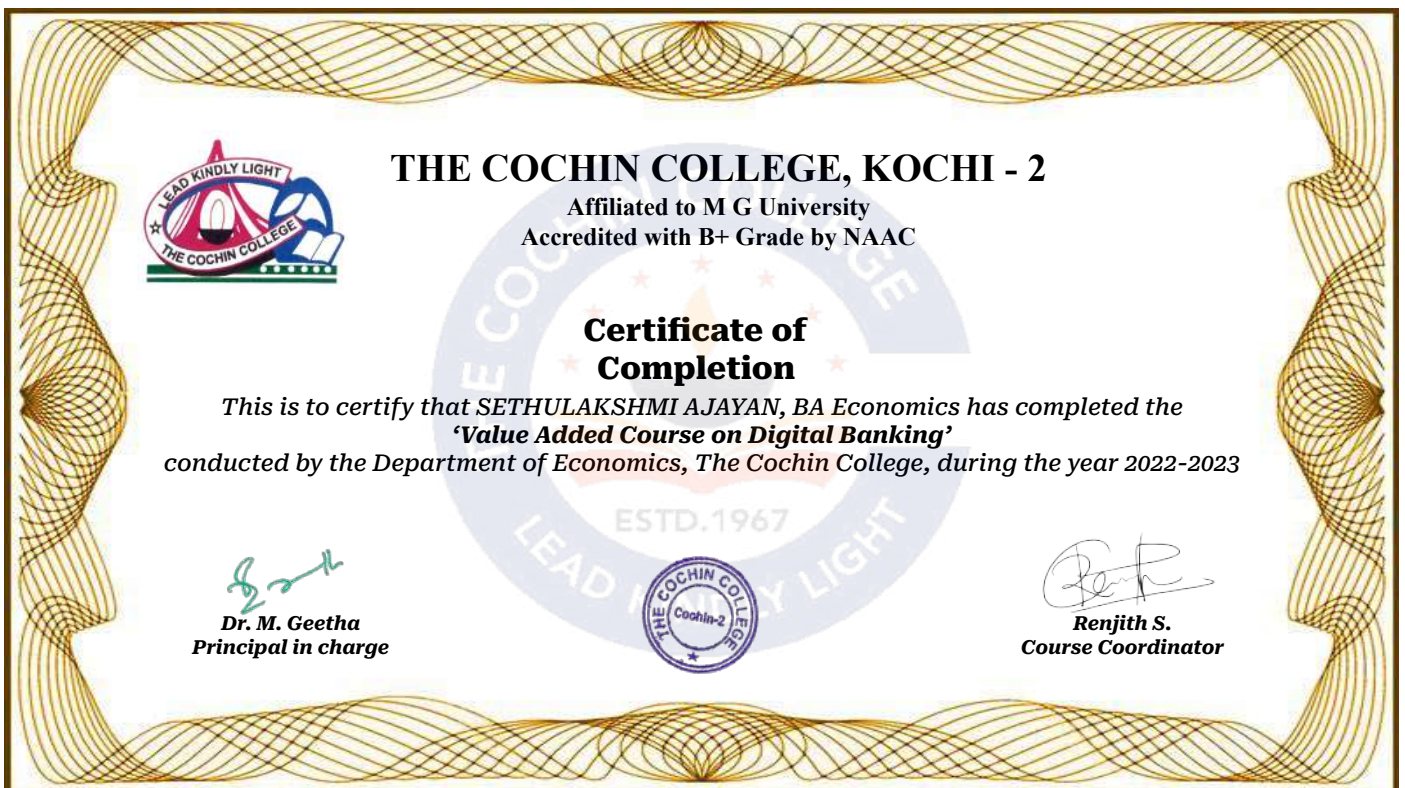 LEAD KINDLY LIGHT
THE COCHIN COLLEGE
THE COCHIN COLLEGE, KOCHI - 2
Affiliated to M G University
Accredited with B+ Grade by NAAC
THE COCHIN COLLEGE
Certificate of
Completion
This is to certify that SETHULAKSHMI AJAYAN, BA Economics has completed the
‘Value Added Course on Digital Banking’
conducted by the Department of Economics, The Cochin College, during the year 2022-2023
ESTD.1967
LEAD KINDLY LIGHT
THE COCHIN COLLEGE
Cochin-2
Dr. M. Geetha
Principal in charge
Renjith S.
Course Coordinator